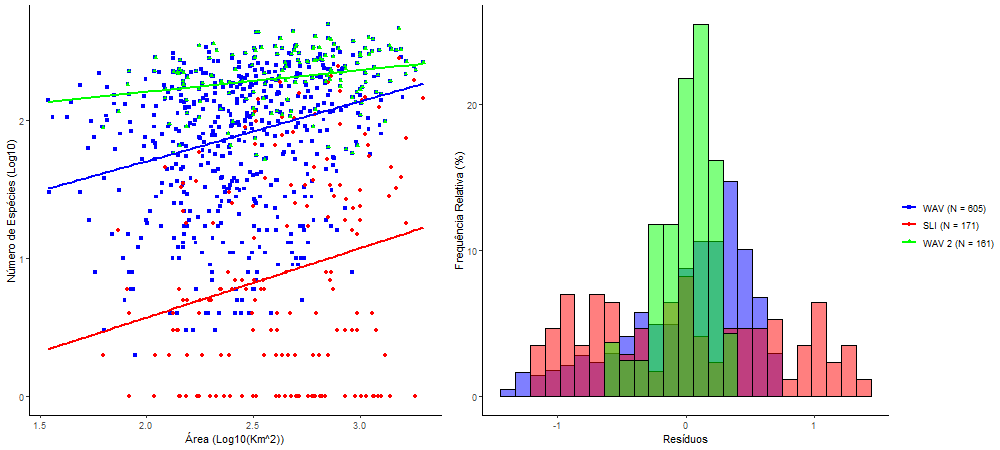 Número de Espécies (Log10)
2
1
0
1.5
2.0
2.5
3.0
Área (Log10(Km^2))
Frequência Relativa (%)
20
10
0
-1
0
1
Resíduos
WAV (N = 605)
SLI (N = 171)
WAV 2 (N = 161)